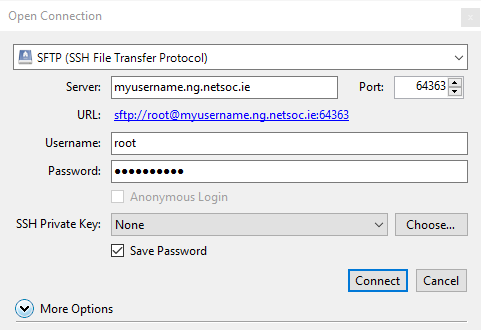 Open Connection
SFTP (SSH File Transfer Protocol)
Server: myusername.ng.netsoc.ie Port: 64363
URL: sftp://root@myusername.ng.netsoc.ie:64363
Username: root
Password: ●●●●●●●●●●
Anonymous Login
SSH Private Key: None Choose...
Save Password
Connect Cancel
More Options